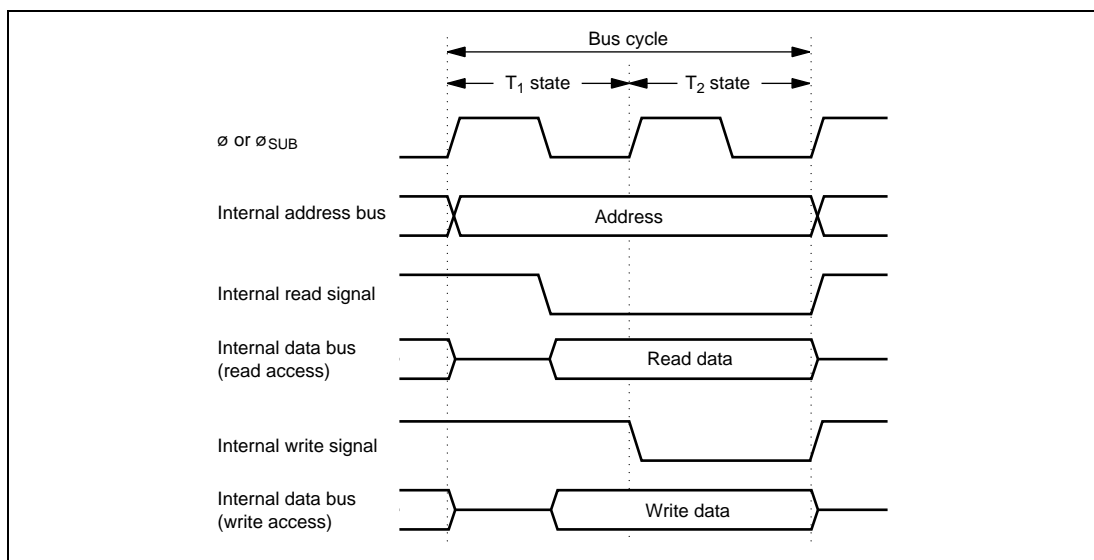 Bus cycle
T₁ state
T₂ state
ø or øSUB
Internal address bus
Address
Internal read signal
Internal data bus
(read access)
Read data
Internal write signal
Internal data bus
(write access)
Write data